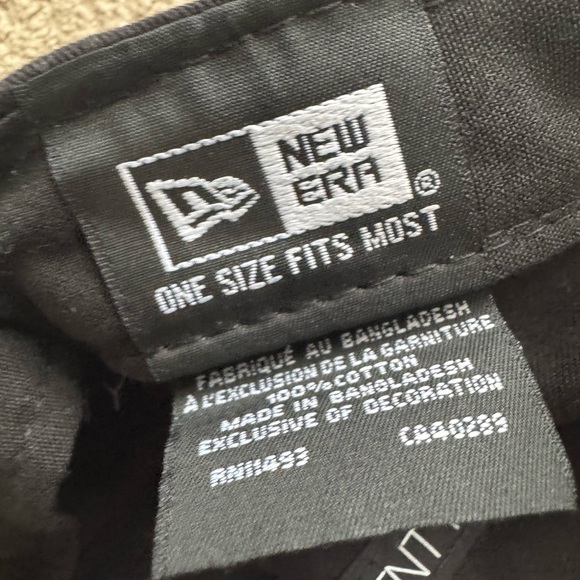 NEW
ERA®
ONE SIZE FITS MOST
FABRIQUÉ AU BANGLADESH
À L'EXCLUSION DE LA GARNITURE
100% COTTON
MADE IN BANGLADESH
EXCLUSIVE OF DECORATION
RN11493 CA40289